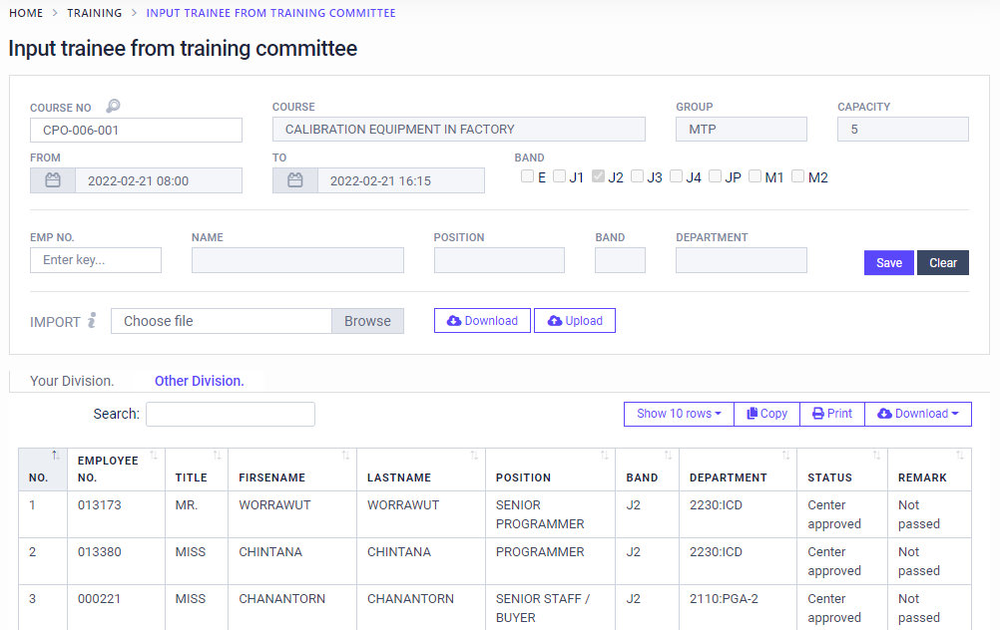 HOME > TRAINING > INPUT TRAINEE FROM TRAINING COMMITTEE
Input trainee from training committee
COURSE NO COURSE GROUP CAPACITY
CPO-006-001 CALIBRATION EQUIPMENT IN FACTORY MTP 5
FROM TO BAND
2022-02-21 08:00 2022-02-21 16:15 E J1 J2 J3 J4 JP M1 M2
EMP NO. NAME POSITION BAND DEPARTMENT
Enter key... Save Clear
IMPORT Choose file Browse Download Upload
Your Division. Other Division.
Search: Show 10 rows Copy Print Download
NO. EMPLOYEE NO. TITLE FIRSENAME LASTNAME POSITION BAND DEPARTMENT STATUS REMARK
1 013173 MR. WORRAWUT WORRAWUT SENIOR PROGRAMMER J2 2230:ICD Center approved Not passed
2 013380 MISS CHINTANA CHINTANA PROGRAMMER J2 2230:ICD Center approved Not passed
3 000221 MISS CHANANTORN CHANANTORN SENIOR STAFF / BUYER J2 2110:PGA-2 Center approved Not passed